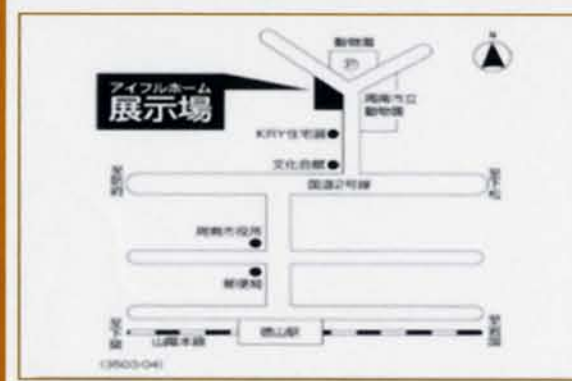 N
動物園
(P)
アイフルホーム
展示場
周南市立
動物園
KRY住宅展
文化会館
国道2号線
周南市役所
郵便局
山陽本線
徳山駅
(3503-04)